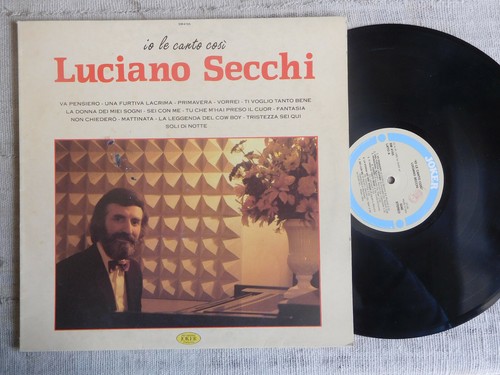 io le canto così
Luciano Secchi
VA PENSIERO - UNA FURTIVA LACRIMA - PRIMAVERA - VORREI - TI VOGLIO TANTO BENE
LA DONNA DEI MIEI SOGNI - SEI CON ME - TU CHE M'HAI PRESO IL CUOR - FANTASIA
NON CHIEDERÒ - MATTINATA - LA LEGGENDA DEL COW BOY - TRISTEZZA SEI QUI
SOLI DI NOTTE
JOKER